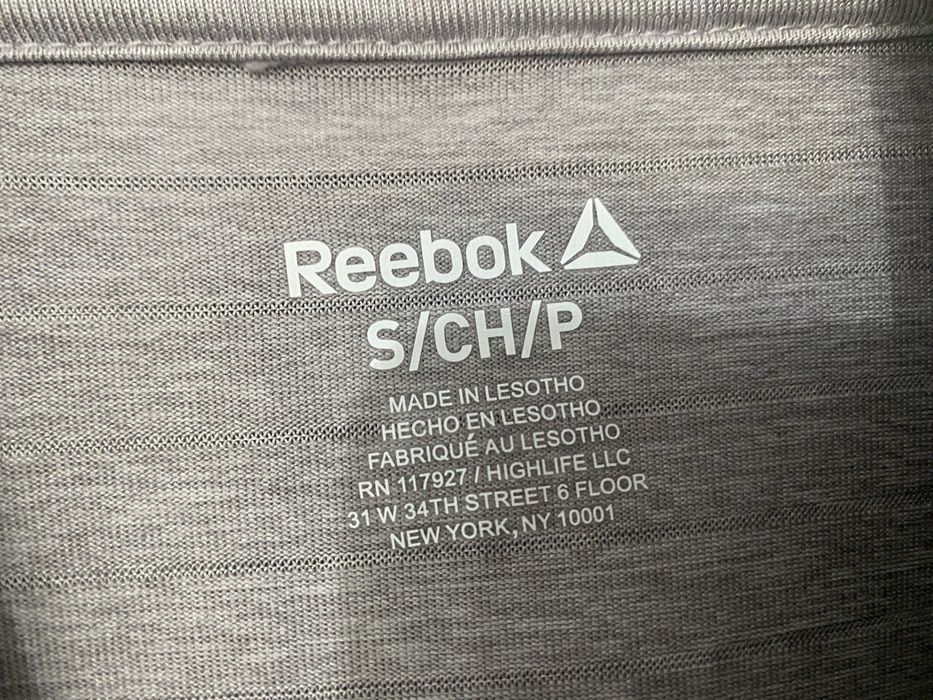 Reebok
S/CH/P
MADE IN LESOTHO
HECHO EN LESOTHO
FABRIQUÉ AU LESOTHO
RN 117927 / HIGHLIFE LLC
31 W 34TH STREET 6 FLOOR
NEW YORK, NY 10001